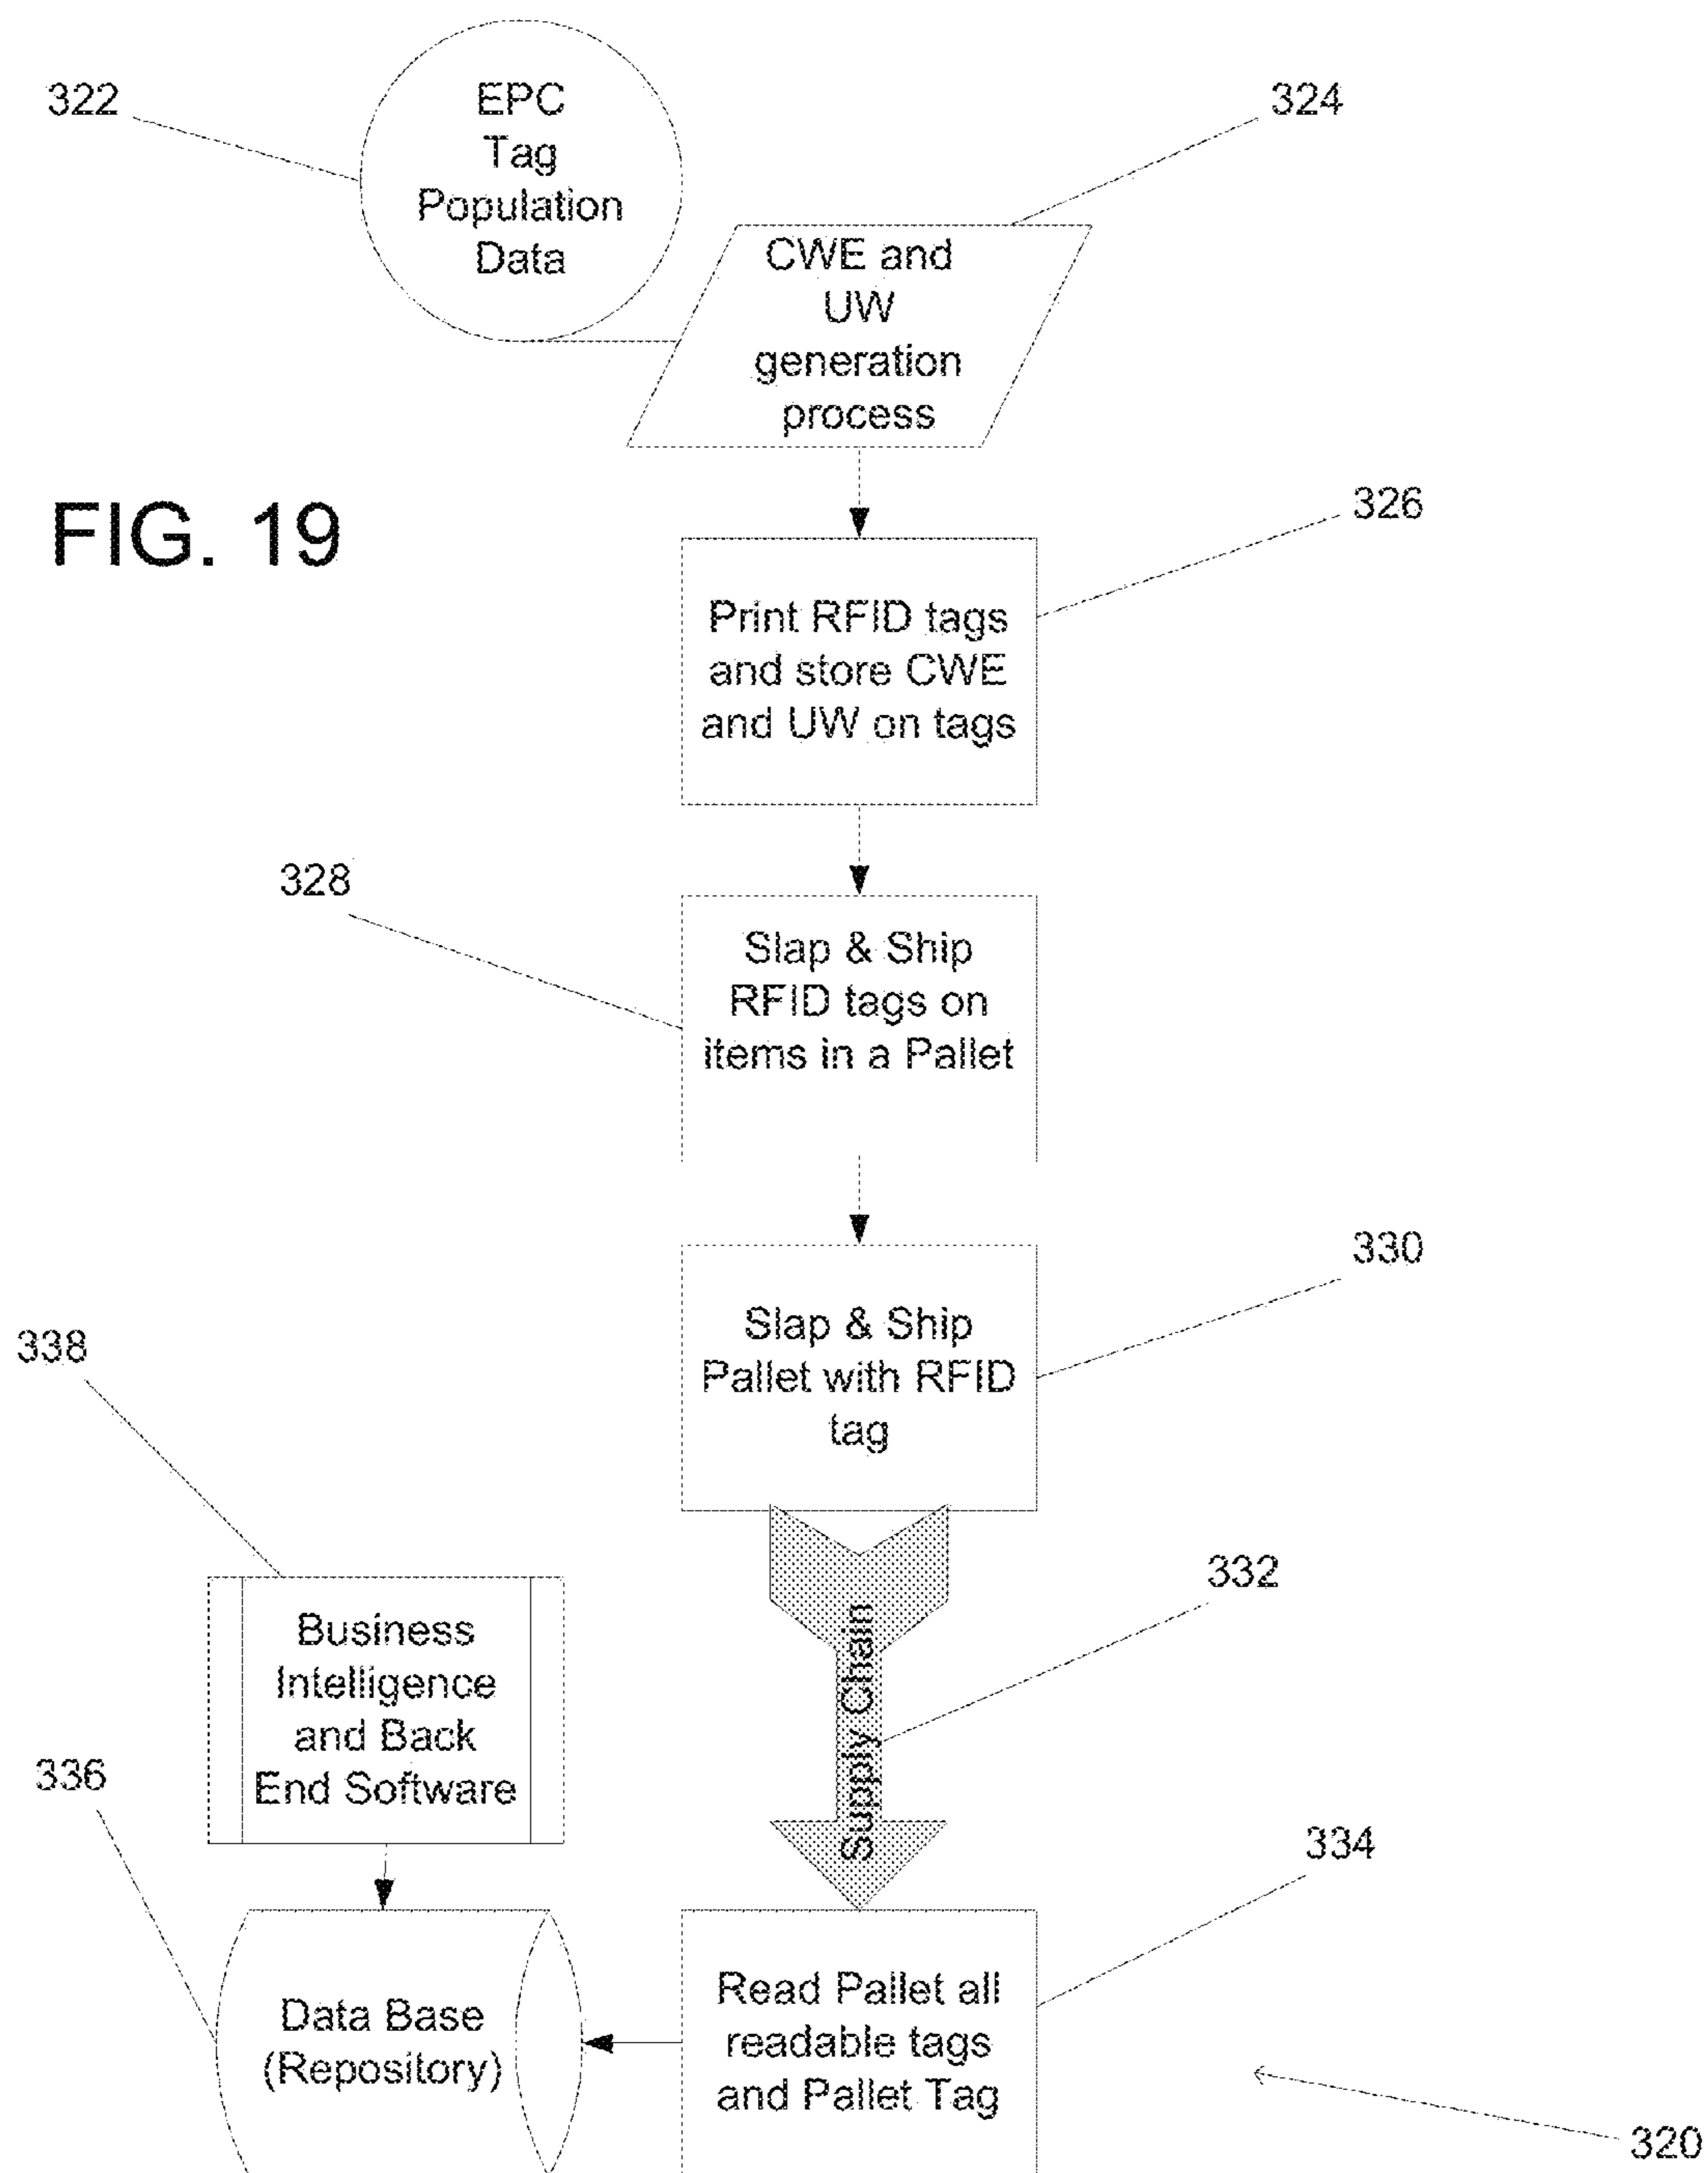 322
EPC
Tag
Population
Data
324
CWE and
UW
generation
process
FIG. 19
326
Print RFID tags
and store CWE
and UW on tags
328
Slap & Ship
RFID tags on
items in a Pallet
330
Slap & Ship
Pallet with RFID
tag
338
332
Supply Chain
Business
Intelligence
and Back
End Software
336
334
Data Base
(Repository)
Read Pallet all
readable tags
and Pallet Tag
320